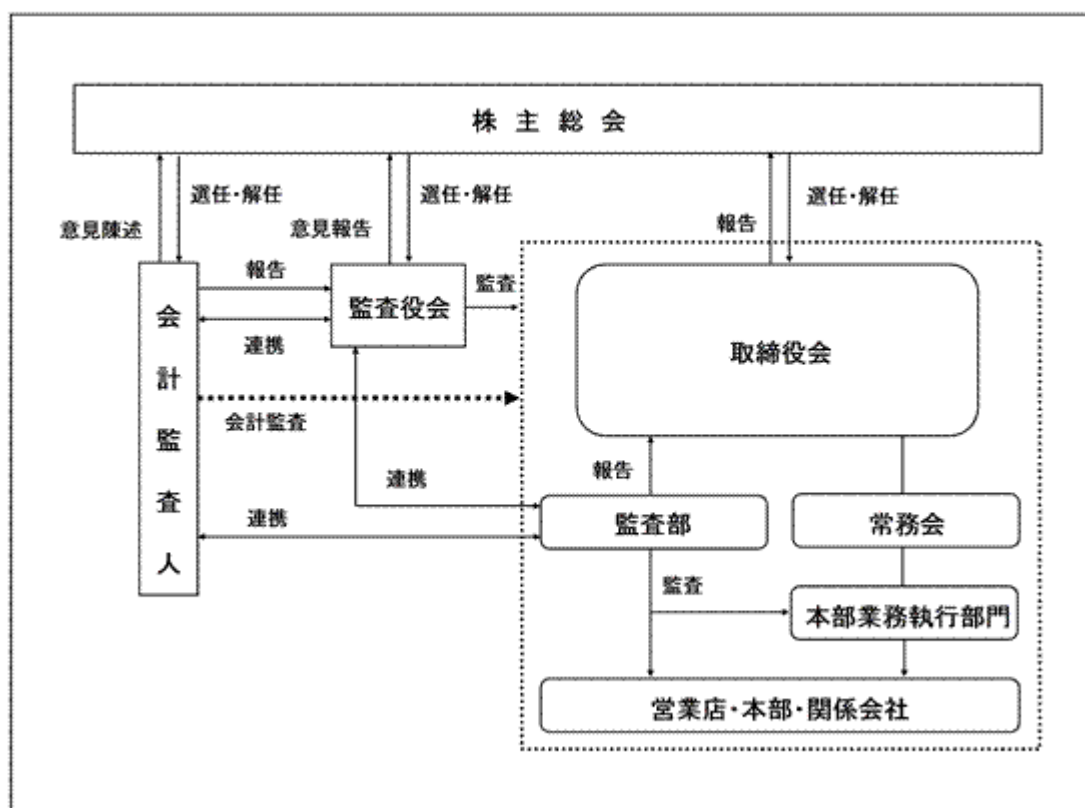 株主総会
選任・解任
選任・解任
選任・解任
意見陳述
意見報告
報告
報告
監査役会
監査
会計監査人
連携
取締役会
会計監査
報告
連携
連携
監査部
常務会
監査
本部業務執行部門
営業店・本部・関係会社